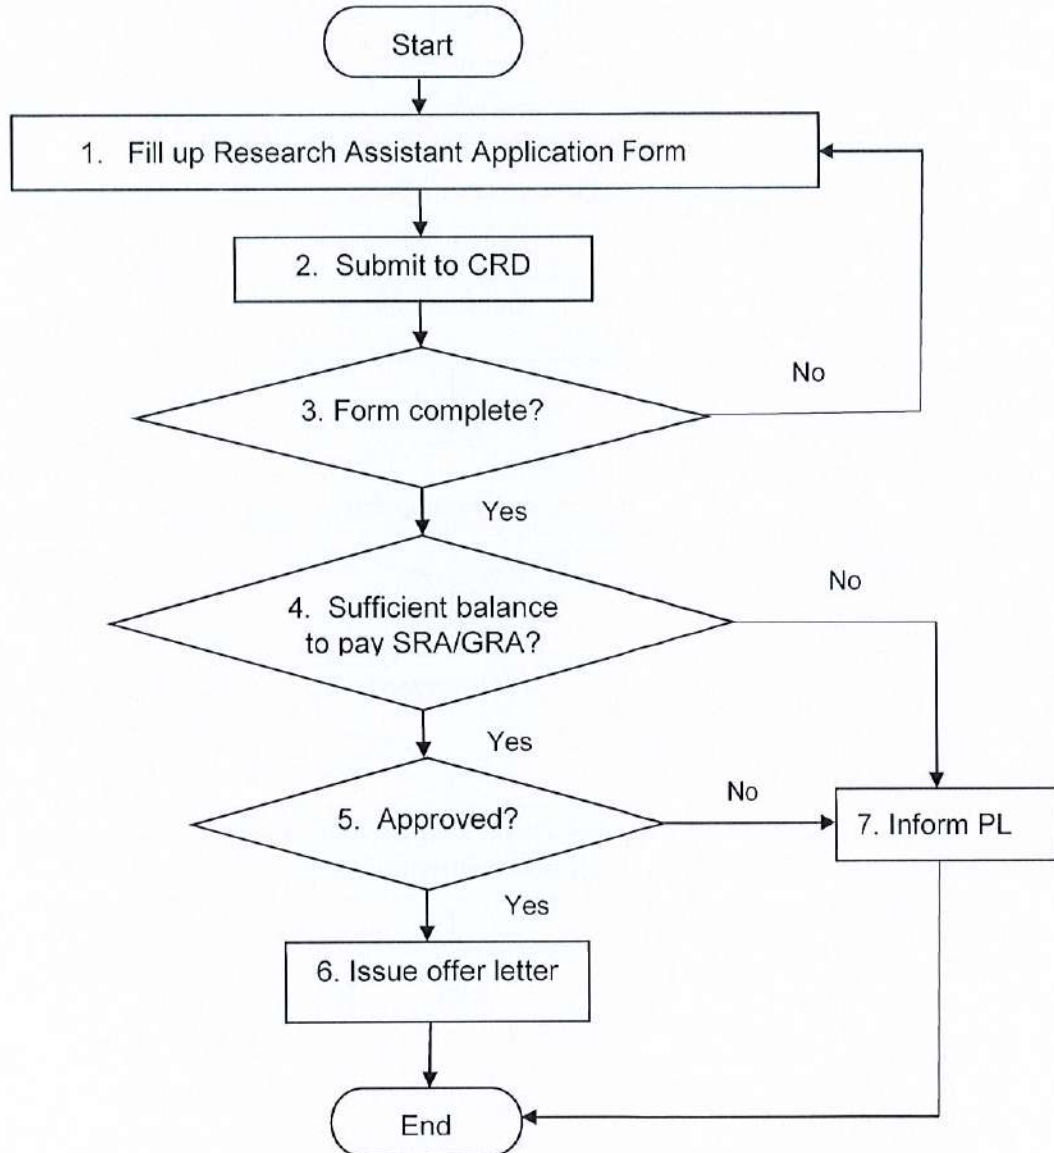 Start
1. Fill up Research Assistant Application Form
2. Submit to CRD
No
3. Form complete?
Yes
No
4. Sufficient balance
to pay SRA/GRA?
Yes
No
5. Approved?
7. Inform PL
Yes
6. Issue offer letter
End